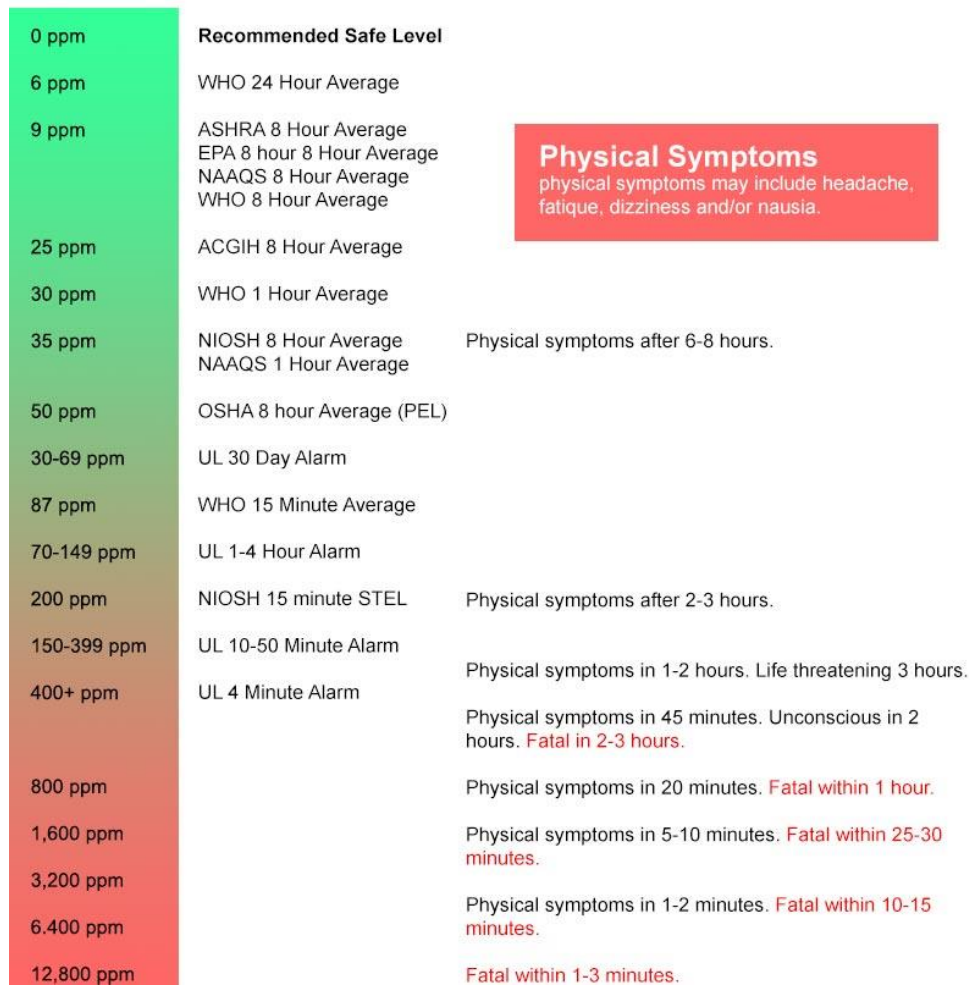 0 ppm Recommended Safe Level
6 ppm WHO 24 Hour Average
9 ppm ASHRA 8 Hour Average
EPA 8 hour 8 Hour Average
NAAQS 8 Hour Average
WHO 8 Hour Average
Physical Symptoms
physical symptoms may include headache,
fatique, dizziness and/or nausia.
25 ppm ACGIH 8 Hour Average
30 ppm WHO 1 Hour Average
35 ppm NIOSH 8 Hour Average Physical symptoms after 6-8 hours.
NAAQS 1 Hour Average
50 ppm OSHA 8 hour Average (PEL)
30-69 ppm UL 30 Day Alarm
87 ppm WHO 15 Minute Average
70-149 ppm UL 1-4 Hour Alarm
200 ppm NIOSH 15 minute STEL Physical symptoms after 2-3 hours.
150-399 ppm UL 10-50 Minute Alarm
Physical symptoms in 1-2 hours. Life threatening 3 hours.
400+ ppm UL 4 Minute Alarm
Physical symptoms in 45 minutes. Unconscious in 2
hours. Fatal in 2-3 hours.
800 ppm Physical symptoms in 20 minutes. Fatal within 1 hour.
1,600 ppm Physical symptoms in 5-10 minutes. Fatal within 25-30
minutes.
3,200 ppm
Physical symptoms in 1-2 minutes. Fatal within 10-15
minutes.
6.400 ppm
12,800 ppm Fatal within 1-3 minutes.